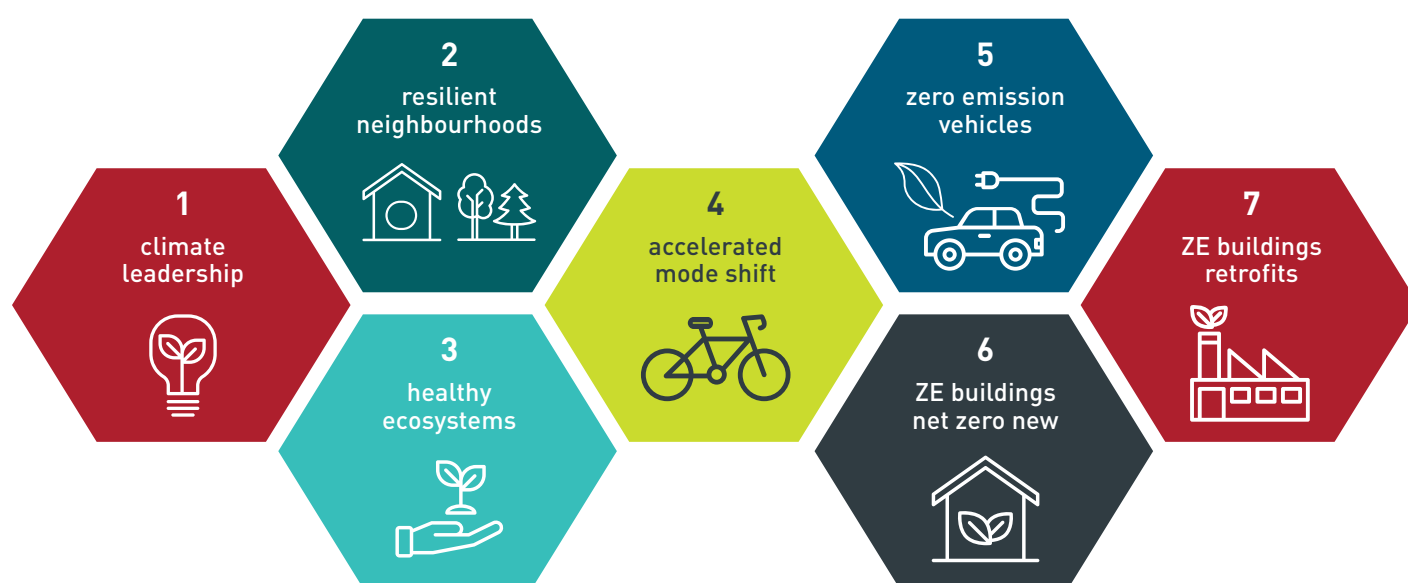 1
climate
leadership
2
resilient
neighbourhoods
3
healthy
ecosystems
4
accelerated
mode shift
5
zero emission
vehicles
6
ZE buildings
net zero new
7
ZE buildings
retrofits